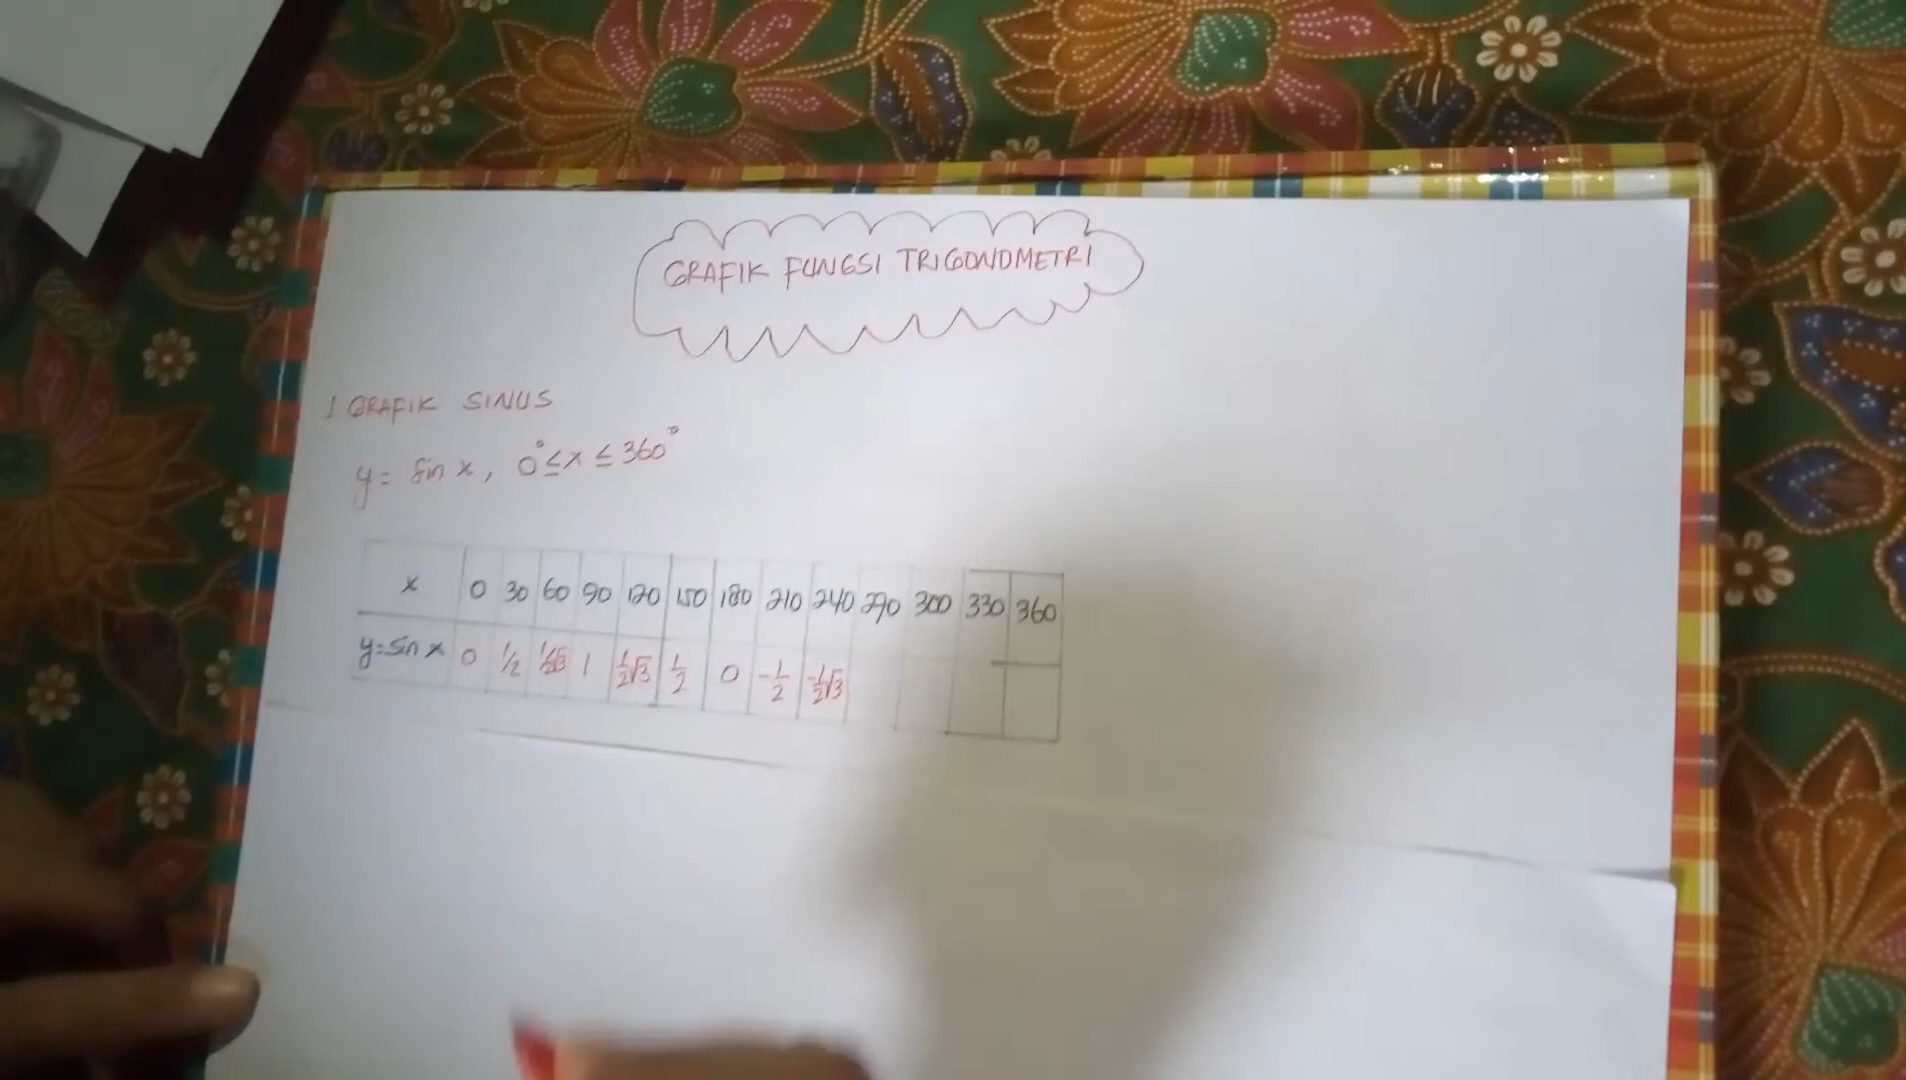 GRAFIK FUNGSI TRIGONOMETRI
1 GRAFIK SINUS
y = sin x, 0° ≤ x ≤ 360°
x 0 30 60 90 120 150 180 210 240 270 300 330 360
y=sin x 0 1/2 1/2√3 1 1/2√3 1/2 0 -1/2 -1/2√3